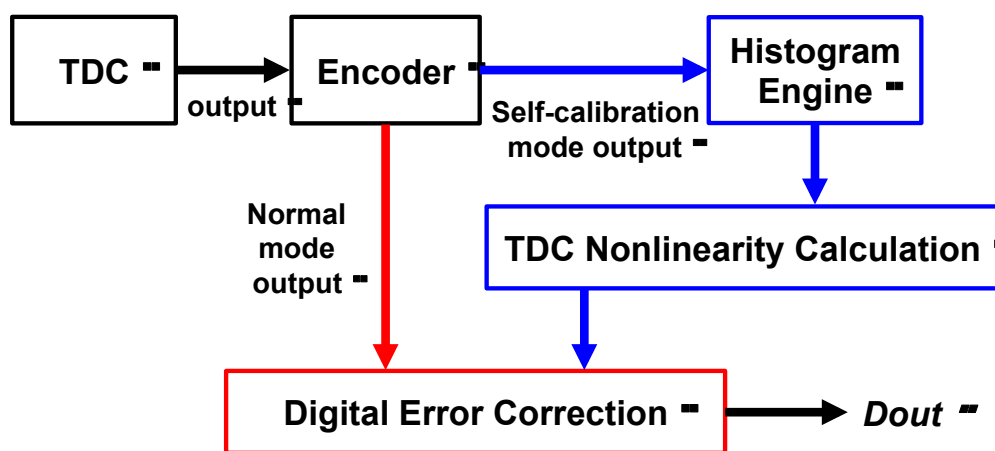 TDC
output
Encoder
Self-calibration
mode output
Histogram
Engine
Normal
mode
output
TDC Nonlinearity Calculation
Digital Error Correction
Dout